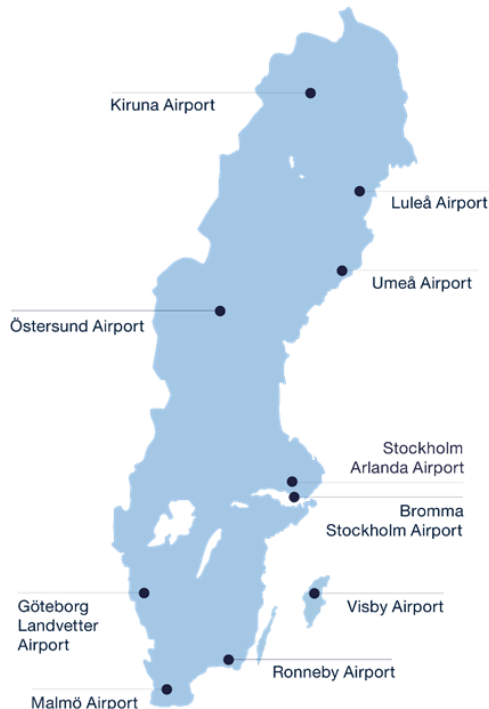 Kiruna Airport
Luleå Airport
Umeå Airport
Östersund Airport
Stockholm
Arlanda Airport
Bromma
Stockholm Airport
Göteborg
Landvetter
Airport
Visby Airport
Ronneby Airport
Malmö Airport